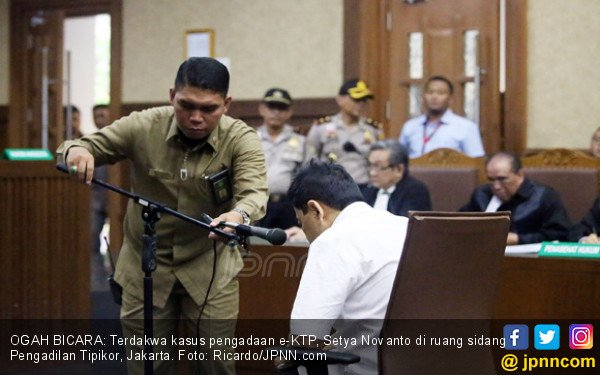 PENASEHAT HUKUM
JPNN
OGAH BICARA: Terdakwa kasus pengadaan e-KTP, Setya Novanto di ruang sidang
Pengadilan Tipikor, Jakarta. Foto: Ricardo/JPNN.com
jpnncom